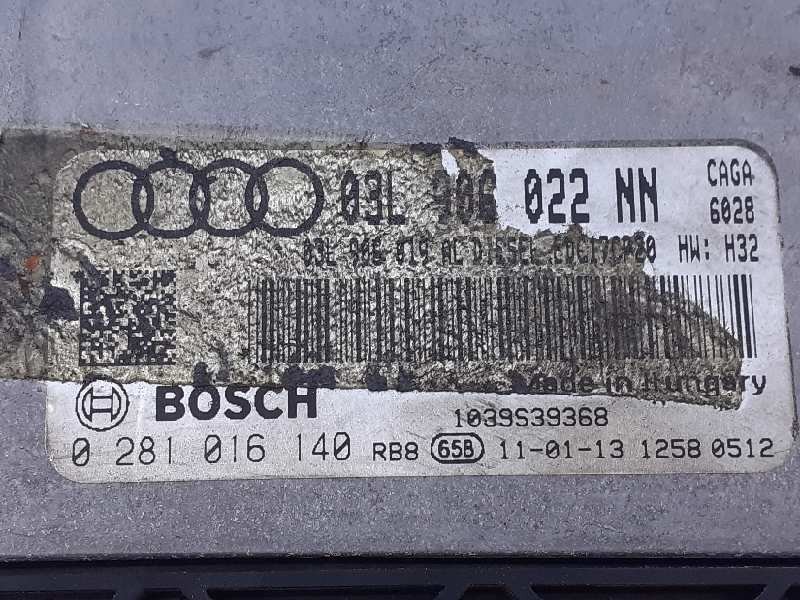 03L 906 022 NN CAGA
6028
03L 906 019 AL DIESEL EDC17CP20 HW: H32
Made in Hungary
BOSCH
1039S39368
0 281 016 140 RB8 65B 11-01-13 1258 0512